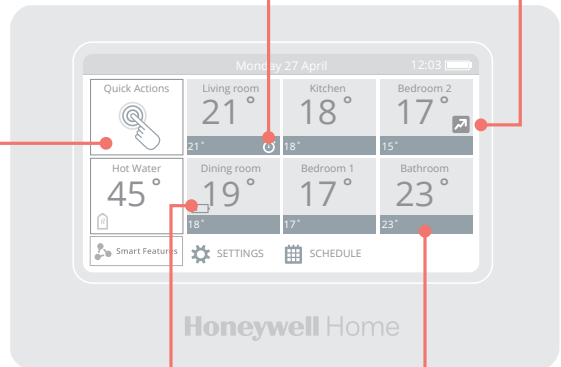 Monday 27 April 12:03
Quick Actions
Living room
21°
21°
Kitchen
18°
18°
Bedroom 2
17°
15°
Hot Water
45°
Dining room
19°
18°
Bedroom 1
17°
17°
Bathroom
23°
23°
Smart Features
SETTINGS
SCHEDULE
Honeywell Home